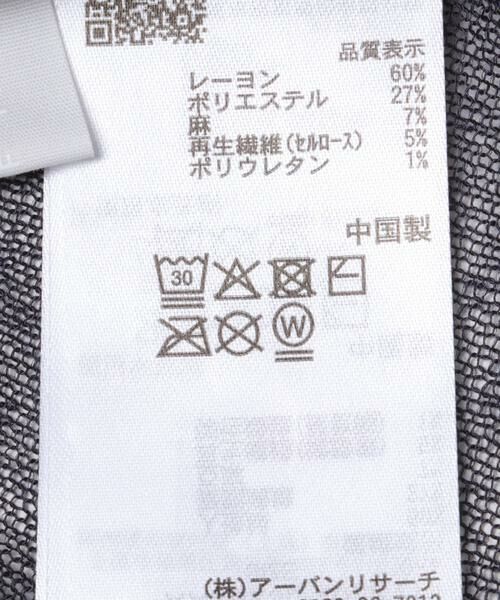 品質表示
レーヨン 60%
ポリエステル 27%
麻 7%
再生繊維(セルロース) 5%
ポリウレタン 1%
中国製
30
W
(株)アーバンリサーチ